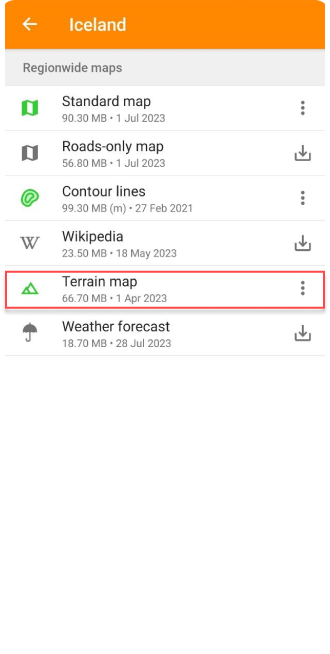 Iceland
Regionwide maps
Standard map
90.30 MB • 1 Jul 2023
Roads-only map
56.80 MB • 1 Jul 2023
Contour lines
99.30 MB (m) • 27 Feb 2021
W Wikipedia
23.50 MB • 18 May 2023
Terrain map
66.70 MB • 1 Apr 2023
Weather forecast
18.70 MB • 28 Jul 2023